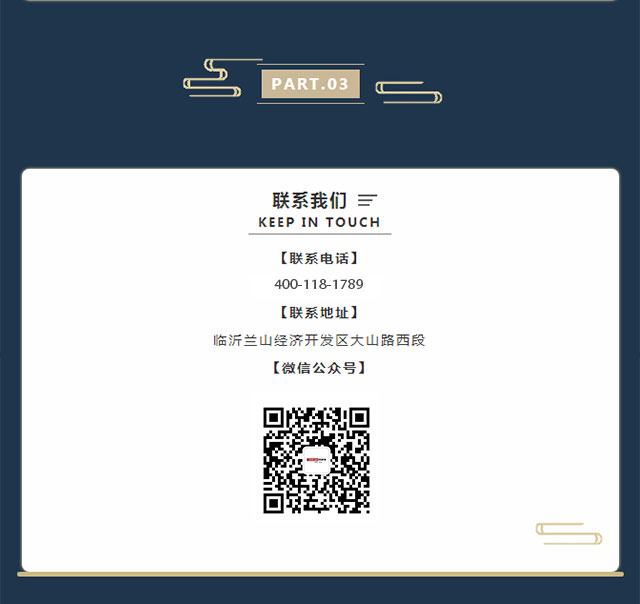 PART.03
联系我们
KEEP IN TOUCH
【联系电话】
400-118-1789
【联系地址】
临沂兰山经济开发区大山路西段
【微信公众号】